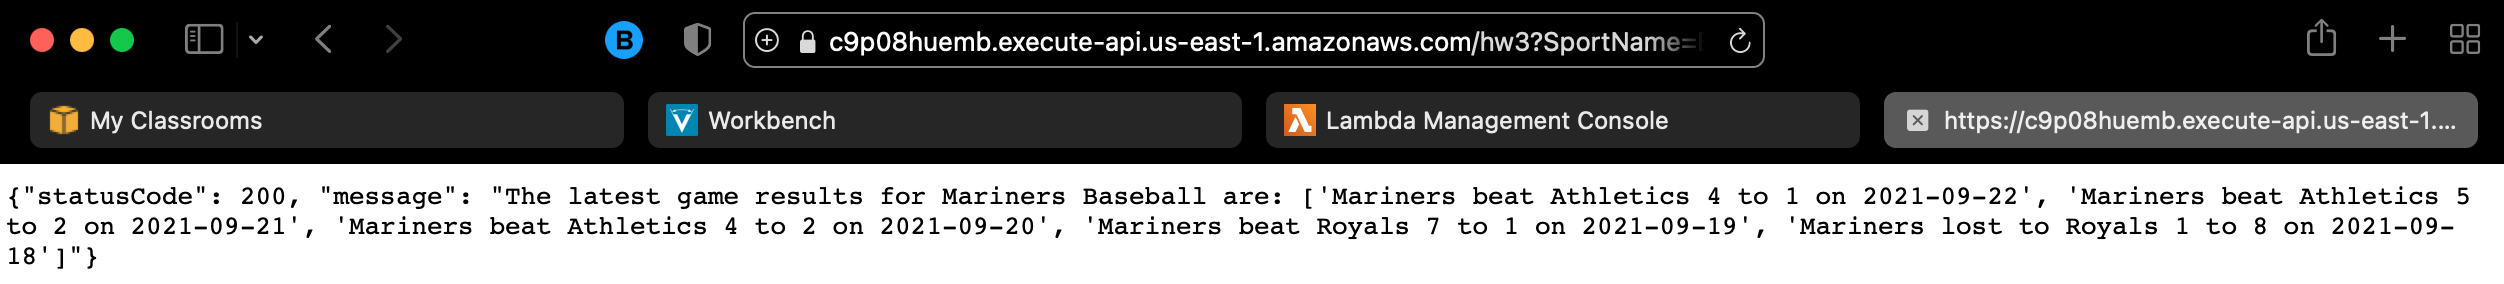 B
c9p08huemb.execute-api.us-east-1.amazonaws.com/hw3?SportName=
My Classrooms
Workbench
Lambda Management Console
https://c9p08huemb.execute-api.us-east-1....
{"statusCode": 200, "message": "The latest game results for Mariners Baseball are: ['Mariners beat Athletics 4 to 1 on 2021-09-22', 'Mariners beat Athletics 5
to 2 on 2021-09-21', 'Mariners beat Athletics 4 to 2 on 2021-09-20', 'Mariners beat Royals 7 to 1 on 2021-09-19', 'Mariners lost to Royals 1 to 8 on 2021-09-
18']"}